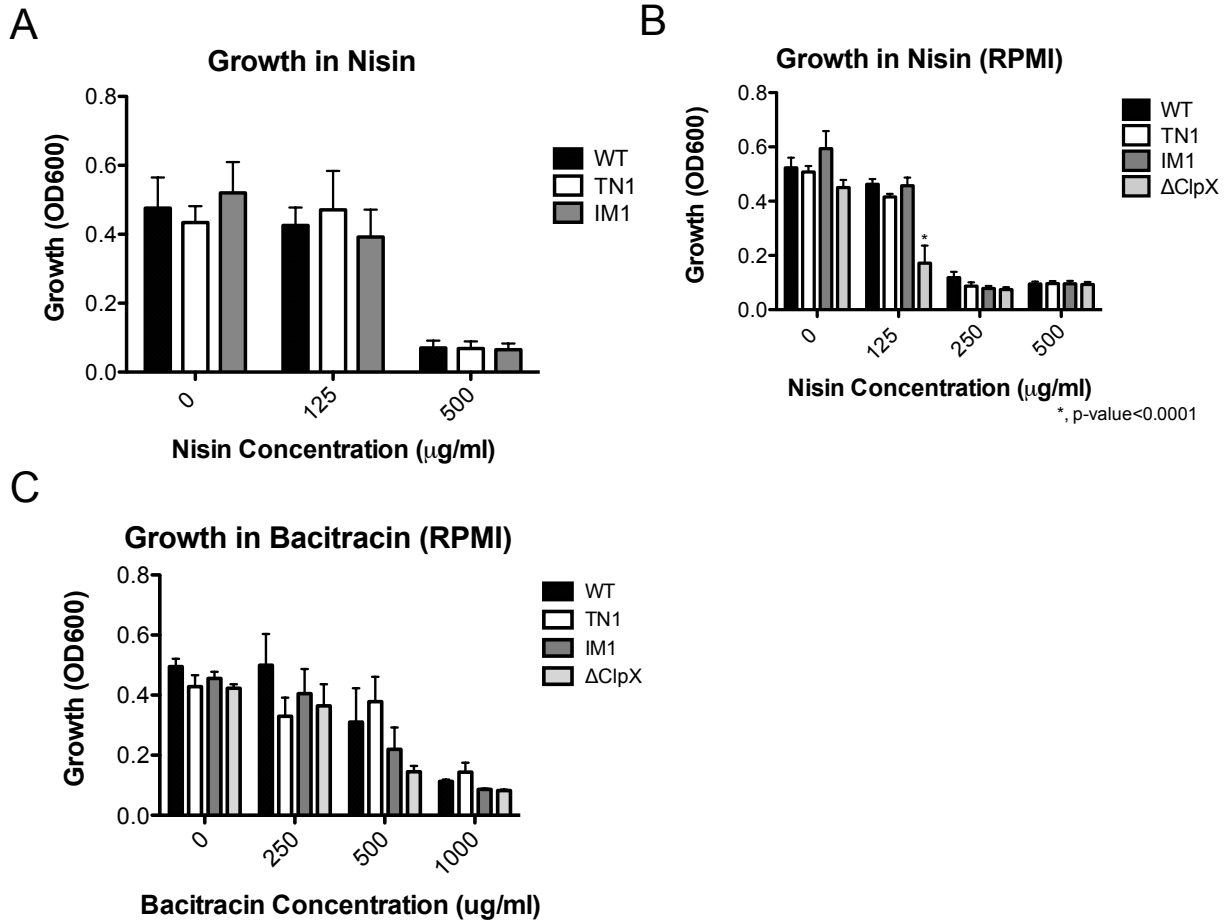 A
Growth in Nisin
0.8
0.6
0.4
0.2
0.0
Growth (OD600)
0
125
500
Nisin Concentration (μg/ml)
WT
TN1
IM1
B
Growth in Nisin (RPMI)
0.8
0.6
0.4
0.2
0.0
Growth (OD600)
*
0
125
250
500
Nisin Concentration (μg/ml)
*, p-value<0.0001
WT
TN1
IM1
ΔClpX
C
Growth in Bacitracin (RPMI)
0.8
0.6
0.4
0.2
0.0
Growth (OD600)
0
250
500
1000
Bacitracin Concentration (ug/ml)
WT
TN1
IM1
ΔClpX